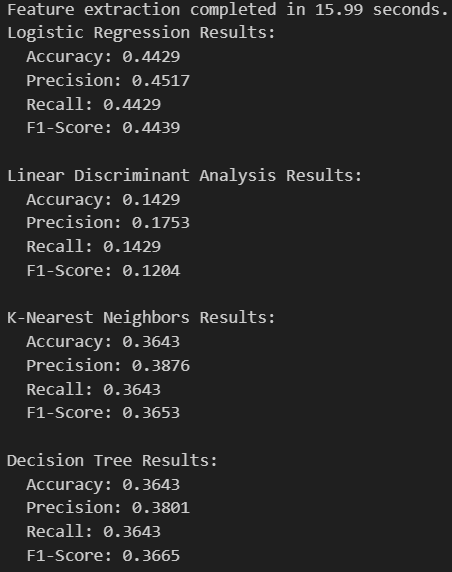 Feature extraction completed in 15.99 seconds.
Logistic Regression Results:
  Accuracy: 0.4429
  Precision: 0.4517
  Recall: 0.4429
  F1-Score: 0.4439

Linear Discriminant Analysis Results:
  Accuracy: 0.1429
  Precision: 0.1753
  Recall: 0.1429
  F1-Score: 0.1204

K-Nearest Neighbors Results:
  Accuracy: 0.3643
  Precision: 0.3876
  Recall: 0.3643
  F1-Score: 0.3653

Decision Tree Results:
  Accuracy: 0.3643
  Precision: 0.3801
  Recall: 0.3643
  F1-Score: 0.3665